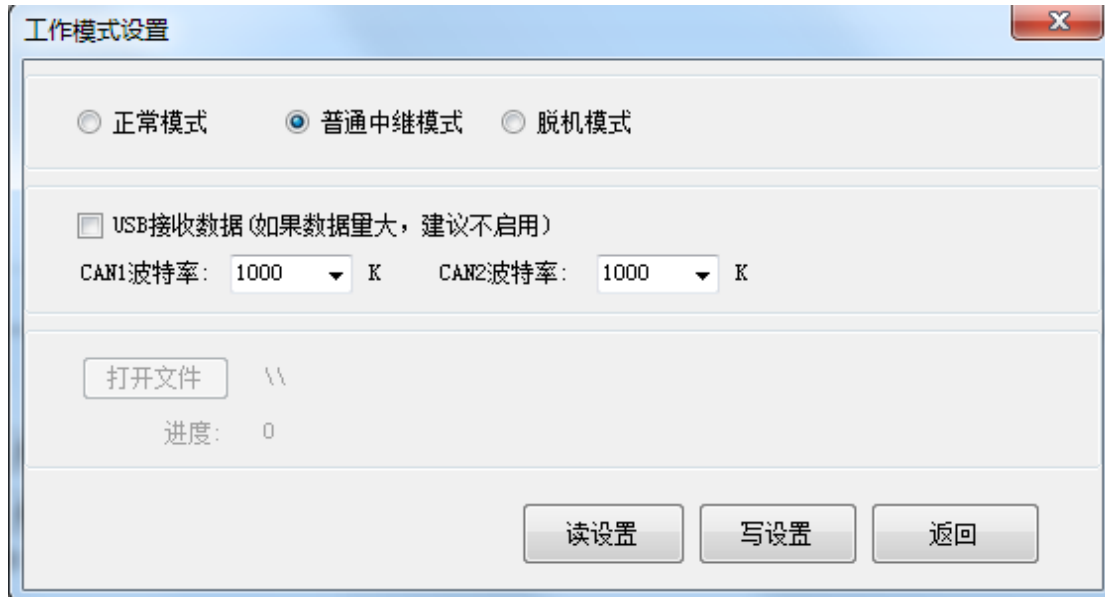 工作模式设置
正常模式 普通中继模式 脱机模式
USB接收数据(如果数据量大，建议不启用)
CAN1波特率: 1000 K CAN2波特率: 1000 K
打开文件 \\
进度: 0
读设置 写设置 返回